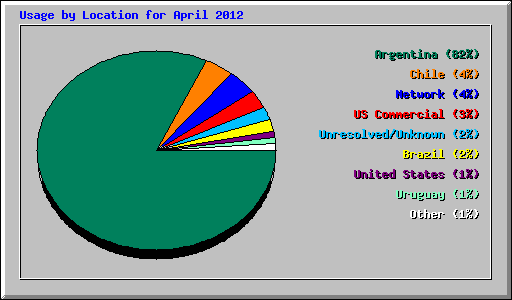 Usage by Location for April 2012
Argentina (82%)
Chile (4%)
Network (4%)
US Commercial (3%)
Unresolved/Unknown (2%)
Brazil (2%)
United States (1%)
Uruguay (1%)
Other (1%)